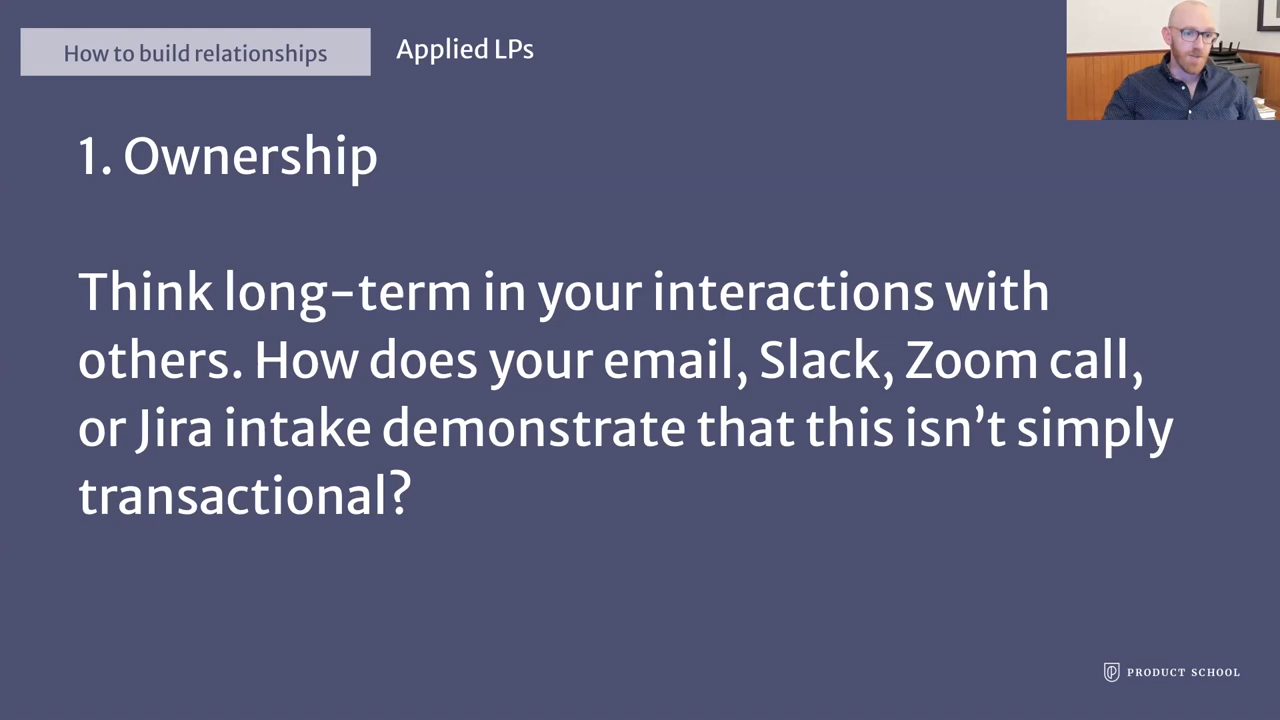 How to build relationships
Applied LPs
1. Ownership
Think long-term in your interactions with
others. How does your email, Slack, Zoom call,
or Jira intake demonstrate that this isn’t simply
transactional?
PRODUCT SCHOOL